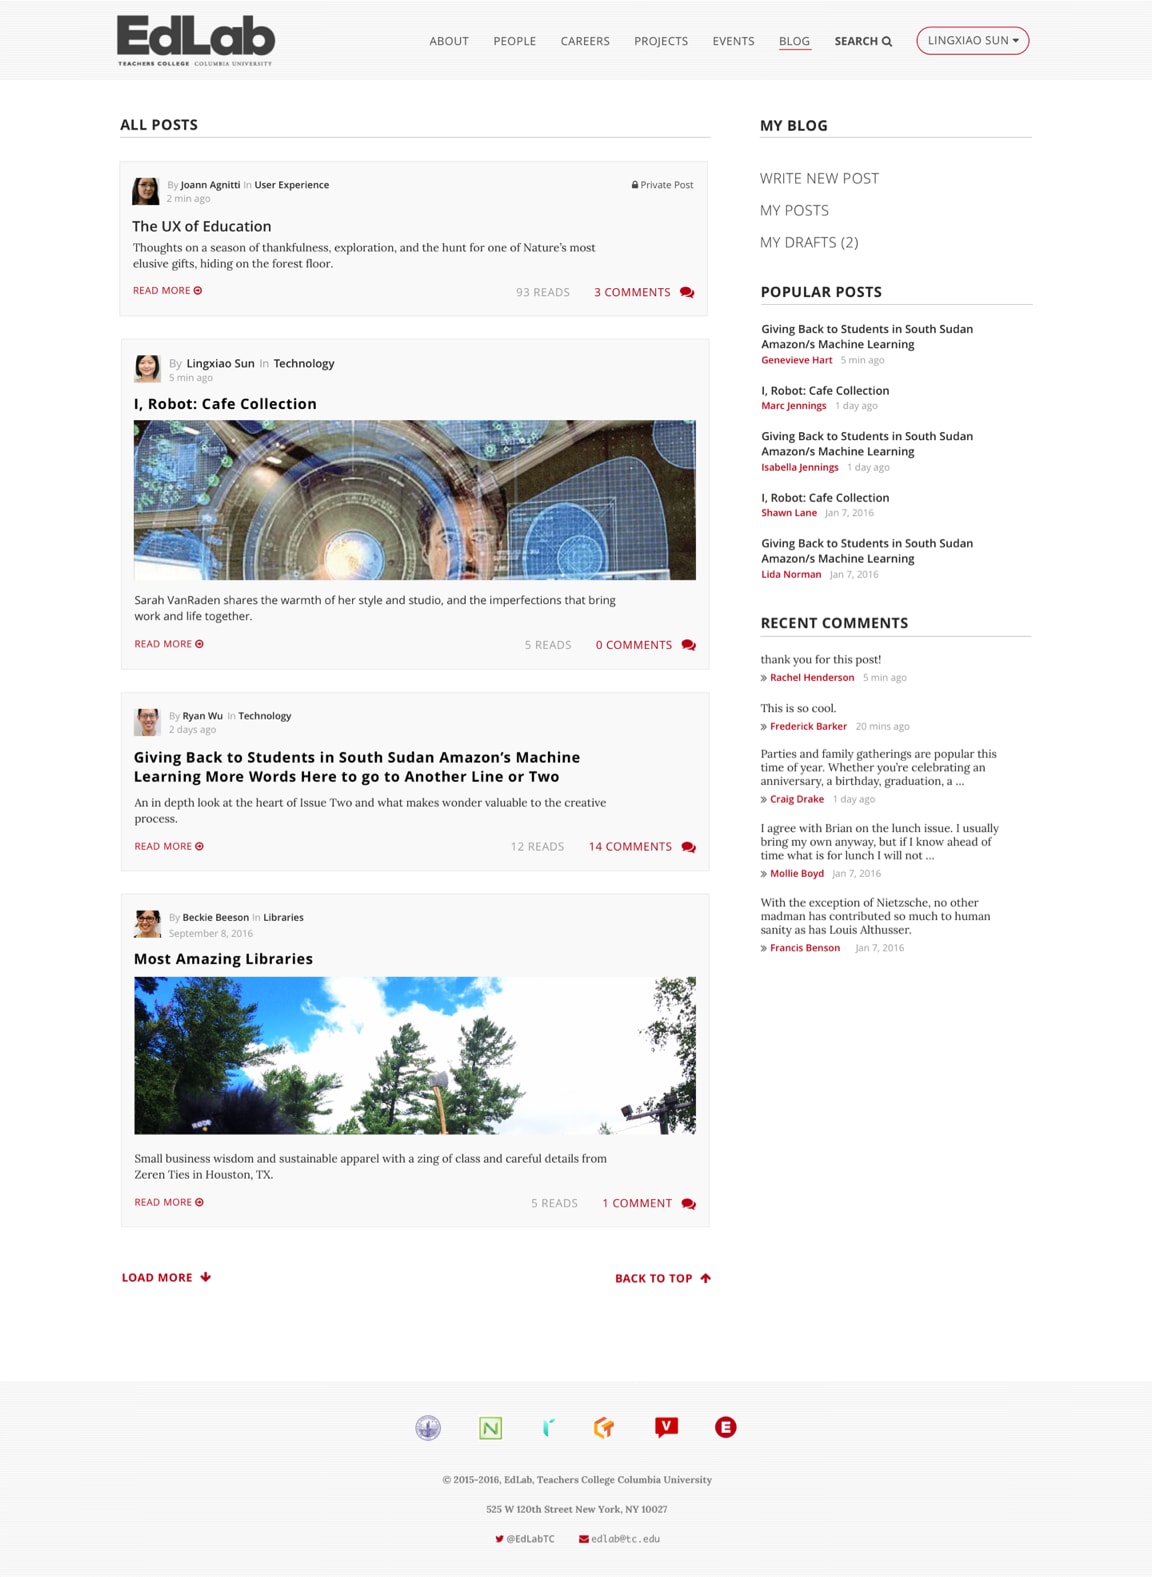 EdLab
TEACHERS COLLEGE COLUMBIA UNIVERSITY
ABOUT PEOPLE CAREERS PROJECTS EVENTS BLOG SEARCH LINGXIAO SUN
ALL POSTS
By Joann Agnitti In User Experience
Private Post
2 min ago
The UX of Education
Thoughts on a season of thankfulness, exploration, and the hunt for one of Nature's most
elusive gifts, hiding on the forest floor.
READ MORE 93 READS 3 COMMENTS
By Lingxiao Sun In Technology
5 min ago
I, Robot: Cafe Collection
Sarah VanRaden shares the warmth of her style and studio, and the imperfections that bring
work and life together.
READ MORE 5 READS 0 COMMENTS
By Ryan Wu In Technology
2 days ago
Giving Back to Students in South Sudan Amazon's Machine
Learning More Words Here to go to Another Line or Two
An in depth look at the heart of Issue Two and what makes wonder valuable to the creative
process.
READ MORE 12 READS 14 COMMENTS
By Beckie Beeson In Libraries
September 8, 2016
Most Amazing Libraries
Small business wisdom and sustainable apparel with a zing of class and careful details from
Zeren Ties in Houston, TX.
READ MORE 5 READS 1 COMMENT
LOAD MORE BACK TO TOP
MY BLOG
WRITE NEW POST
MY POSTS
MY DRAFTS (2)
POPULAR POSTS
Giving Back to Students in South Sudan
Amazon/s Machine Learning
Genevieve Hart 5 min ago
I, Robot: Cafe Collection
Marc Jennings 1 day ago
Giving Back to Students in South Sudan
Amazon/s Machine Learning
Isabella Jennings 1 day ago
I, Robot: Cafe Collection
Shawn Lane Jan 7, 2016
Giving Back to Students in South Sudan
Amazon/s Machine Learning
Lida Norman Jan 7, 2016
RECENT COMMENTS
thank you for this post!
» Rachel Henderson 5 min ago
This is so cool.
» Frederick Barker 20 mins ago
Parties and family gatherings are popular this
time of year. Whether you're celebrating an
anniversary, a birthday, graduation, a ...
» Craig Drake 1 day ago
I agree with Brian on the lunch issue. I usually
bring my own anyway, but if I know ahead of
time what is for lunch I will not ...
» Mollie Boyd Jan 7, 2016
With the exception of Nietzsche, no other
madman has contributed so much to human
sanity as has Louis Althusser.
» Francis Benson Jan 7, 2016
N V E
© 2015-2016, EdLab, Teachers College Columbia University
525 W 120th Street New York, NY 10027
@EdLabTC edlab@tc.edu